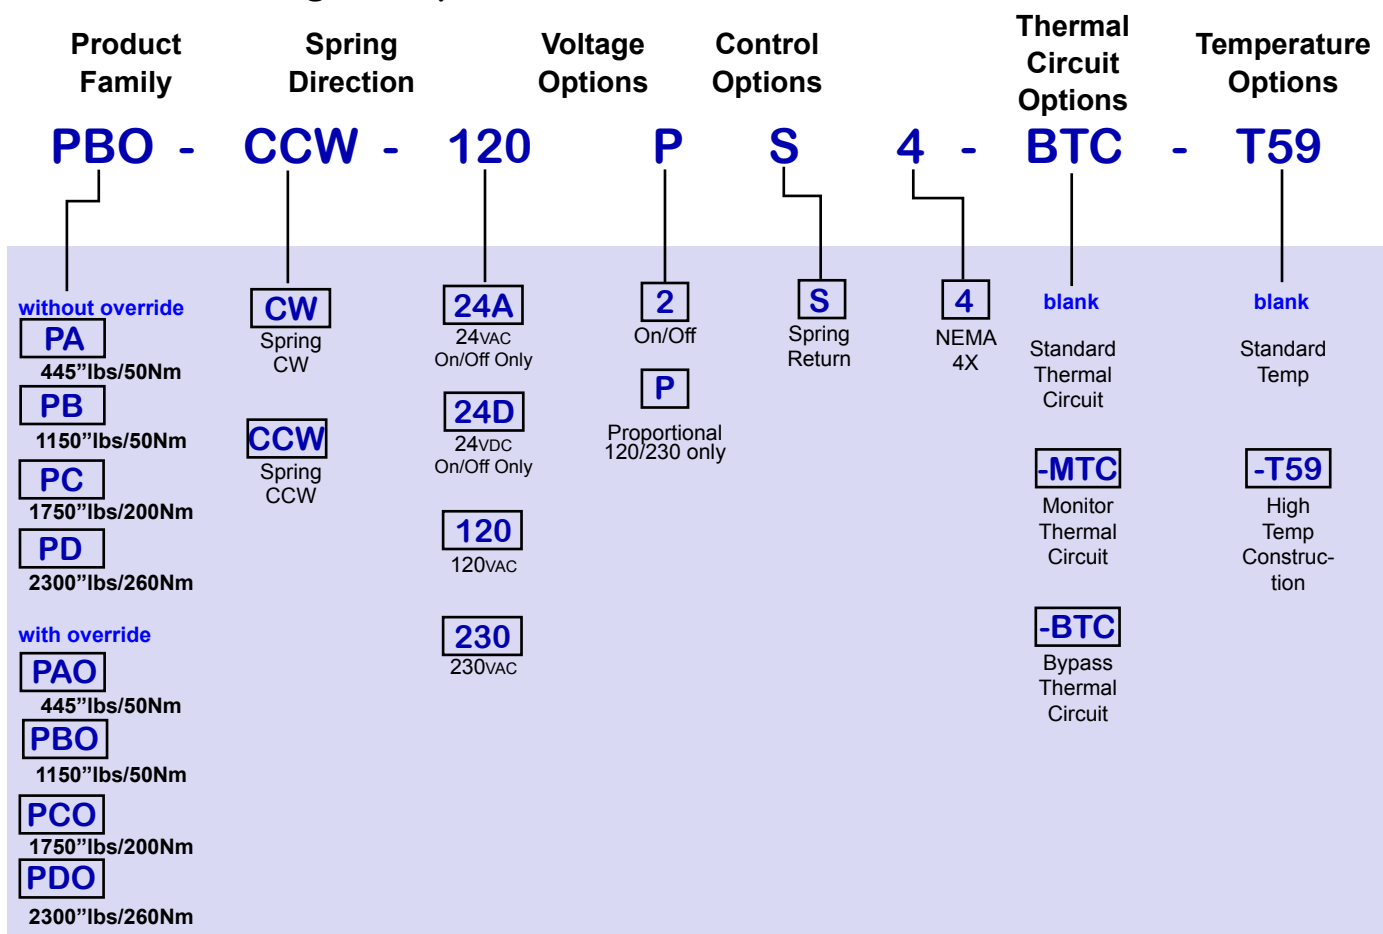 Product
Family
Spring
Direction
Voltage
Options
Control
Options
Thermal
Circuit
Options
Temperature
Options
PBO - CCW - 120 P S 4 - BTC - T59
without override
PA
445”lbs/50Nm
PB
1150”lbs/50Nm
PC
1750”lbs/200Nm
PD
2300”lbs/260Nm
with override
PAO
445”lbs/50Nm
PBO
1150”lbs/50Nm
PCO
1750”lbs/200Nm
PDO
2300”lbs/260Nm
CW
Spring
CW
CCW
Spring
CCW
24A
24VAC
On/Off Only
24D
24VDC
On/Off Only
120
120VAC
230
230VAC
2
On/Off
P
Proportional
120/230 only
S
Spring
Return
4
NEMA
4X
blank
Standard
Thermal
Circuit
-MTC
Monitor
Thermal
Circuit
-BTC
Bypass
Thermal
Circuit
blank
Standard
Temp
-T59
High
Temp
Construc-
tion